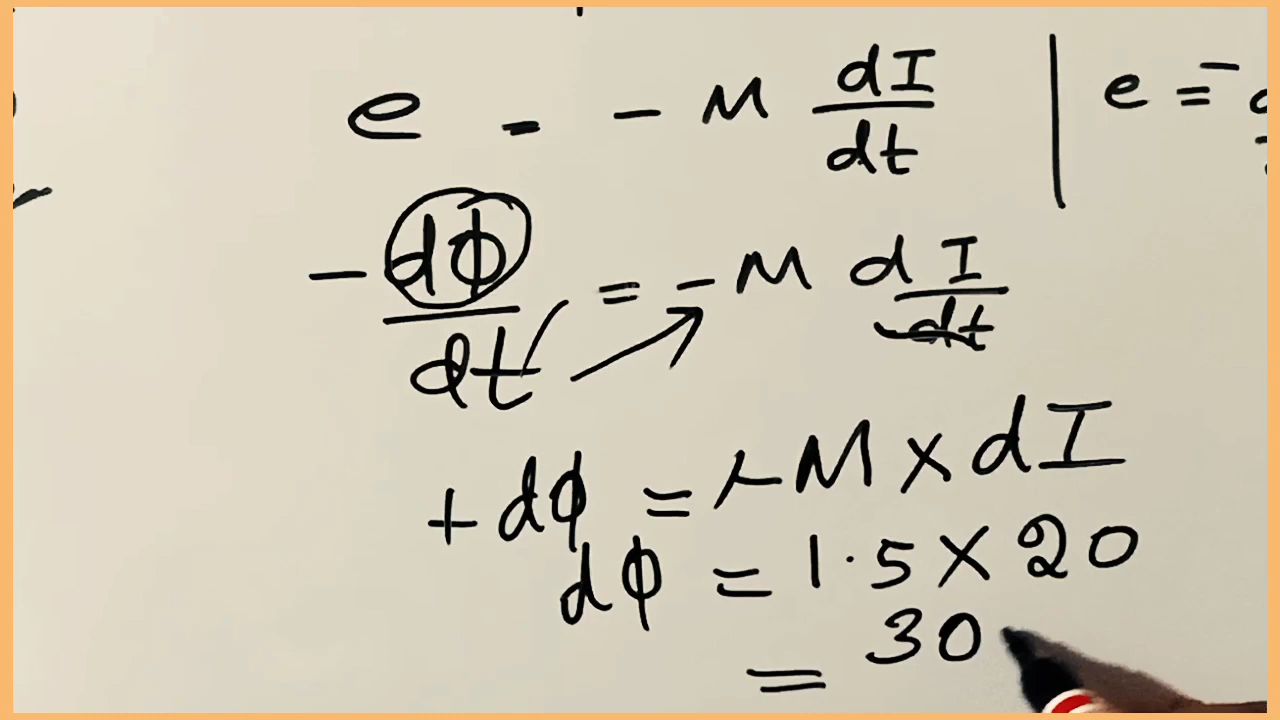 e = - M dI/dt | e = -
- dφ/dt = - M dI/dt
+ dφ = - M × dI
dφ = 1.5 × 20
= 30